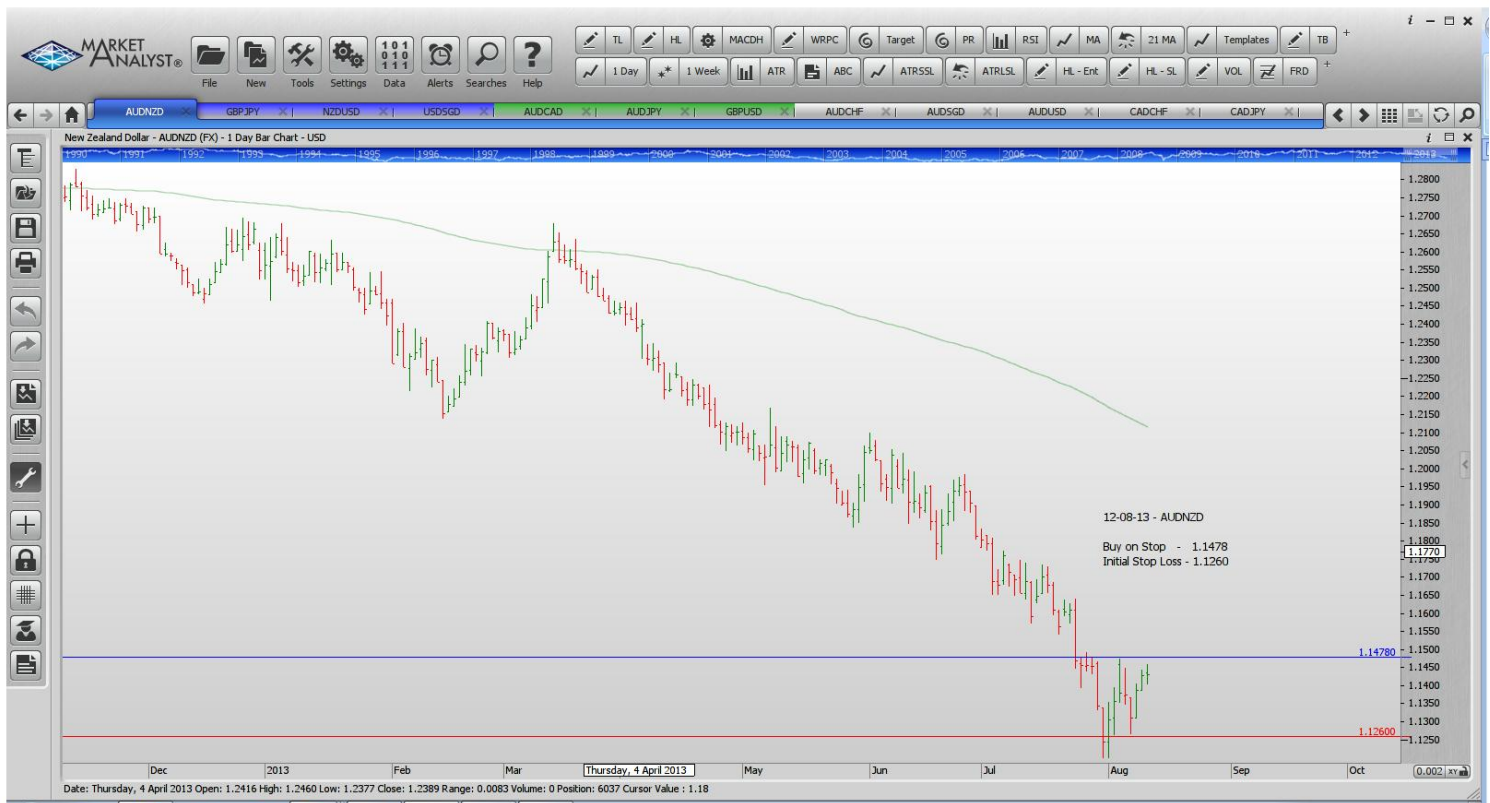 i
MARKET
ANALYST®
File New Tools Settings Data Alerts Searches Help
101
010
111
TL HL MACDH WRPC Target PR RSI MA 21 MA Templates TB +
1 Day 1 Week ATR ABC ATRSSL ATRLSL HL - Ent HL - SL VOL FRD +
AUDNZD GBPJPY NZDUSD USDSGD AUDCAD AUDJPY GBPUSD AUDCHF AUDSGD AUDUSD CADCHF CADJPY
New Zealand Dollar - AUDNZD (FX) - 1 Day Bar Chart - USD
i
1990 1991 1992 1993 1994 1995 1996 1997 1998 1999 2000 2001 2002 2003 2004 2005 2006 2007 2008 2009 2010 2011 2012 2013
1.2800
1.2750
1.2700
1.2650
1.2600
1.2550
1.2500
1.2450
1.2400
1.2350
1.2300
1.2250
1.2200
1.2150
1.2100
1.2050
1.2000
1.1950
1.1900
12-08-13 - AUDNZD
1.1850
1.1800
Buy on Stop - 1.1478
1.1770
1.1750
Initial Stop Loss - 1.1260
1.1700
1.1650
1.1600
1.1550
1.14780
1.1500
1.1450
1.1400
1.1350
1.1300
1.12600
1.1250
Dec 2013 Feb Mar Thursday, 4 April 2013 May Jun Jul Aug Sep Oct 0.002 XY
Date: Thursday, 4 April 2013 Open: 1.2416 High: 1.2460 Low: 1.2377 Close: 1.2389 Range: 0.0083 Volume: 0 Position: 6037 Cursor Value : 1.18